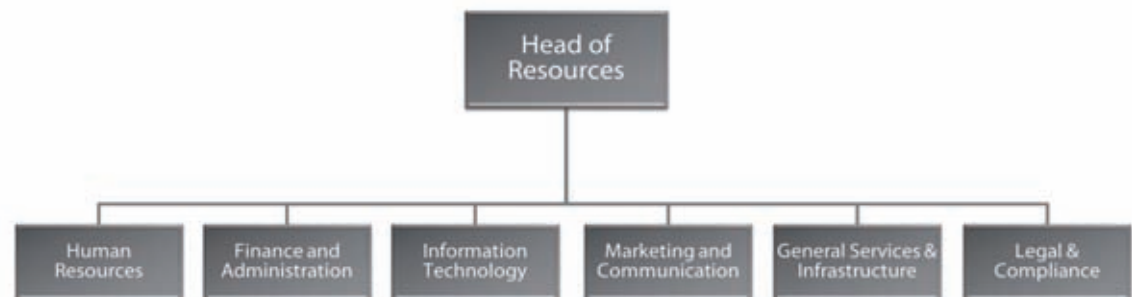 Head of
Resources
Human
Resources
Finance and
Administration
Information
Technology
Marketing and
Communication
General Services &
Infrastructure
Legal &
Compliance